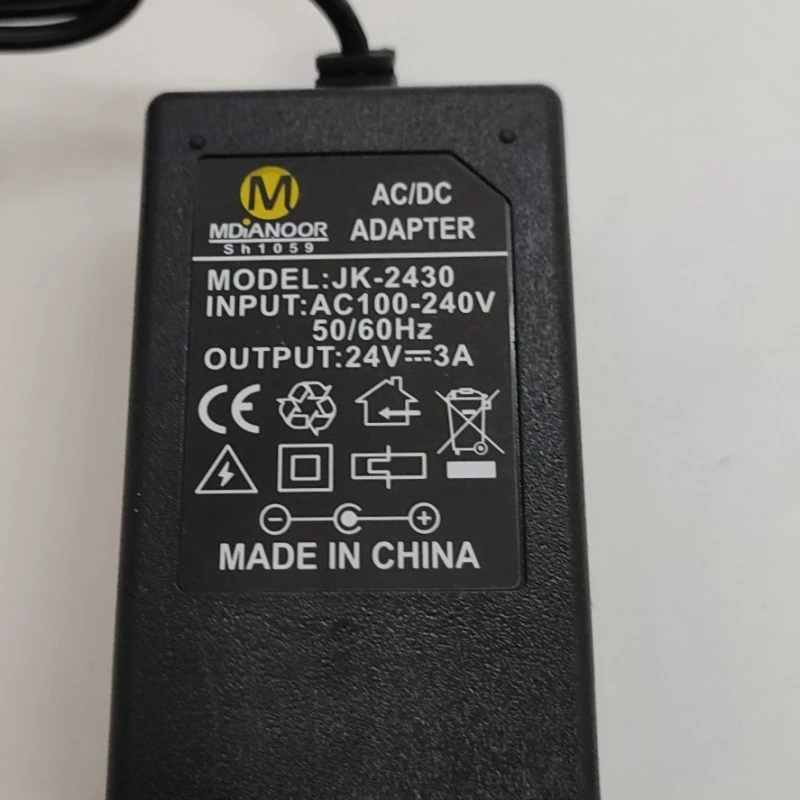 M
MDiANOOR
Sh1059
AC/DC
ADAPTER
MODEL:JK-2430
INPUT:AC100-240V
50/60Hz
OUTPUT:24V⎓3A
CE
MADE IN CHINA